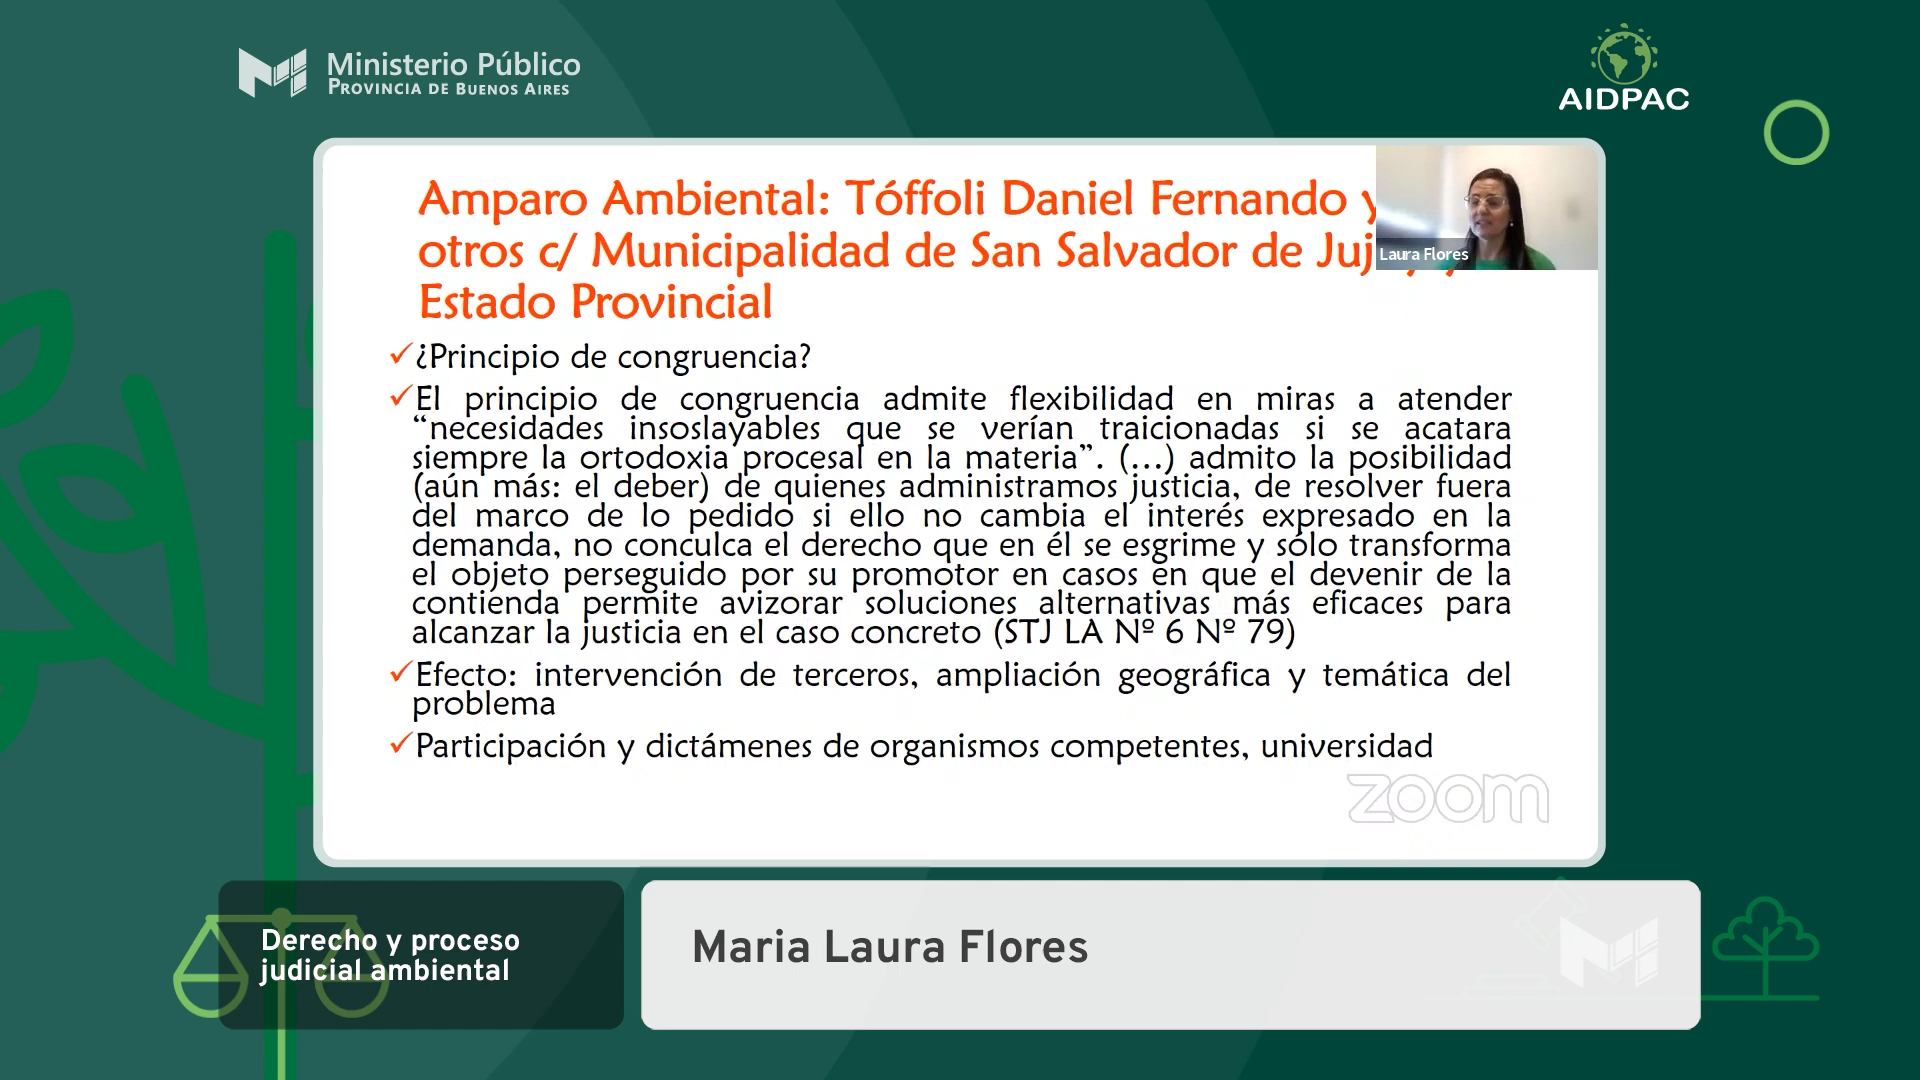 Ministerio Público
PROVINCIA DE BUENOS AIRES
AIDPAC
Amparo Ambiental: Tóffoli Daniel Fernando y
otros c/ Municipalidad de San Salvador de
Estado Provincial
Laura Flores
✓¿Principio de congruencia?
✓El principio de congruencia admite flexibilidad en miras a atender
“necesidades insoslayables que se verían traicionadas si se acatara
siempre la ortodoxia procesal en la materia”. (…) admito la posibilidad
(aún más: el deber) de quienes administramos justicia, de resolver fuera
del marco de lo pedido si ello no cambia el interés expresado en la
demanda, no conculca el derecho que en él se esgrime y sólo transforma
el objeto perseguido por su promotor en casos en que el devenir de la
contienda permite avizorar soluciones alternativas más eficaces para
alcanzar la justicia en el caso concreto (STJ LA Nº 6 Nº 79)
✓Efecto: intervención de terceros, ampliación geográfica y temática del
problema
✓Participación y dictámenes de organismos competentes, universidad
zoom
Derecho y proceso
judicial ambiental
Maria Laura Flores